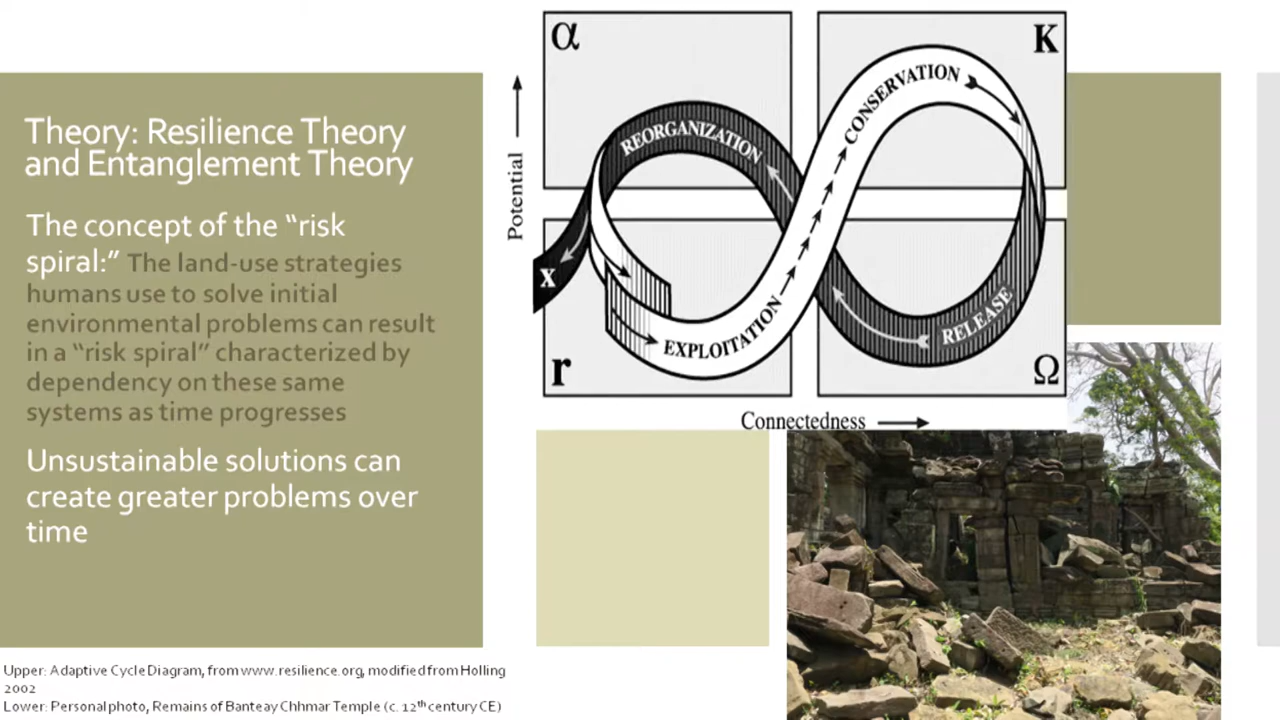 Theory: Resilience Theory
and Entanglement Theory
The concept of the “risk
spiral:” The land-use strategies
humans use to solve initial
environmental problems can result
in a “risk spiral” characterized by
dependency on these same
systems as time progresses
Unsustainable solutions can
create greater problems over
time
α
K
REORGANIZATION
CONSERVATION
Potential
x
EXPLOITATION
RELEASE
r
Ω
Connectedness
Upper: Adaptive Cycle Diagram, from www.resilience.org, modified from Holling
2002
Lower: Personal photo, Remains of Banteay Chhmar Temple (c. 12th century CE)